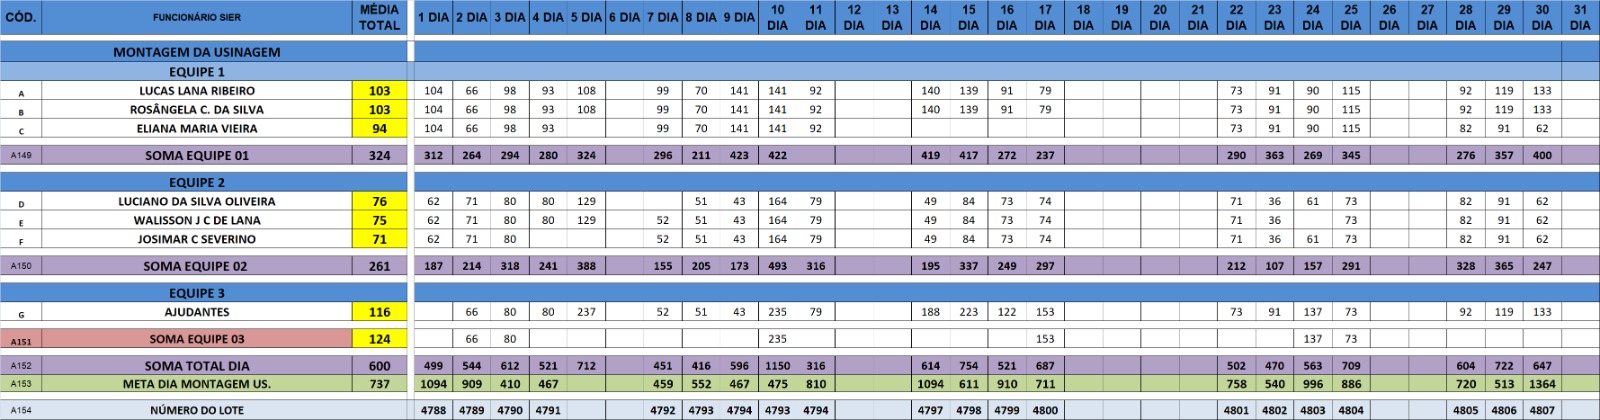 CÓD. FUNCIONÁRIO SIER MÉDIA TOTAL 1 DIA 2 DIA 3 DIA 4 DIA 5 DIA 6 DIA 7 DIA 8 DIA 9 DIA 10 DIA 11 DIA 12 DIA 13 DIA 14 DIA 15 DIA 16 DIA 17 DIA 18 DIA 19 DIA 20 DIA 21 DIA 22 DIA 23 DIA 24 DIA 25 DIA 26 DIA 27 DIA 28 DIA 29 DIA 30 DIA 31 DIA
MONTAGEM DA USINAGEM
EQUIPE 1
A LUCAS LANA RIBEIRO 103 104 66 98 93 108 99 70 141 141 92 140 139 91 79 73 91 90 115 92 119 133
B ROSÂNGELA C. DA SILVA 103 104 66 98 93 108 99 70 141 141 92 140 139 91 79 73 91 90 115 92 119 133
C ELIANA MARIA VIEIRA 94 104 66 98 93 99 70 141 141 92 73 91 90 115 82 91 62
A149 SOMA EQUIPE 01 324 312 264 294 280 324 296 211 423 422 419 417 272 237 290 363 269 345 276 357 400
EQUIPE 2
D LUCIANO DA SILVA OLIVEIRA 76 62 71 80 80 129 51 43 164 79 49 84 73 74 71 36 61 73 82 91 62
E WALISSON J C DE LANA 75 62 71 80 80 129 52 51 43 164 79 49 84 73 74 71 36 73 82 91 62
F JOSIMAR C SEVERINO 71 62 71 80 52 51 43 164 79 49 84 73 74 71 36 61 73 82 91 62
A150 SOMA EQUIPE 02 261 187 214 318 241 388 155 205 173 493 316 195 337 249 297 212 107 157 291 328 365 247
EQUIPE 3
G AJUDANTES 116 66 80 80 237 52 51 43 235 79 188 223 122 153 73 91 137 73 92 119 133
A151 SOMA EQUIPE 03 124 66 80 235 153 137 73
A152 SOMA TOTAL DIA 600 499 544 612 521 712 451 416 596 1150 316 614 754 521 687 502 470 563 709 604 722 647
A153 META DIA MONTAGEM US. 737 1094 909 410 467 459 552 467 475 810 1094 611 910 711 758 540 996 886 720 513 1364
A154 NÚMERO DO LOTE 4788 4789 4790 4791 4792 4793 4794 4793 4794 4797 4798 4799 4800 4801 4802 4803 4804 4805 4806 4807